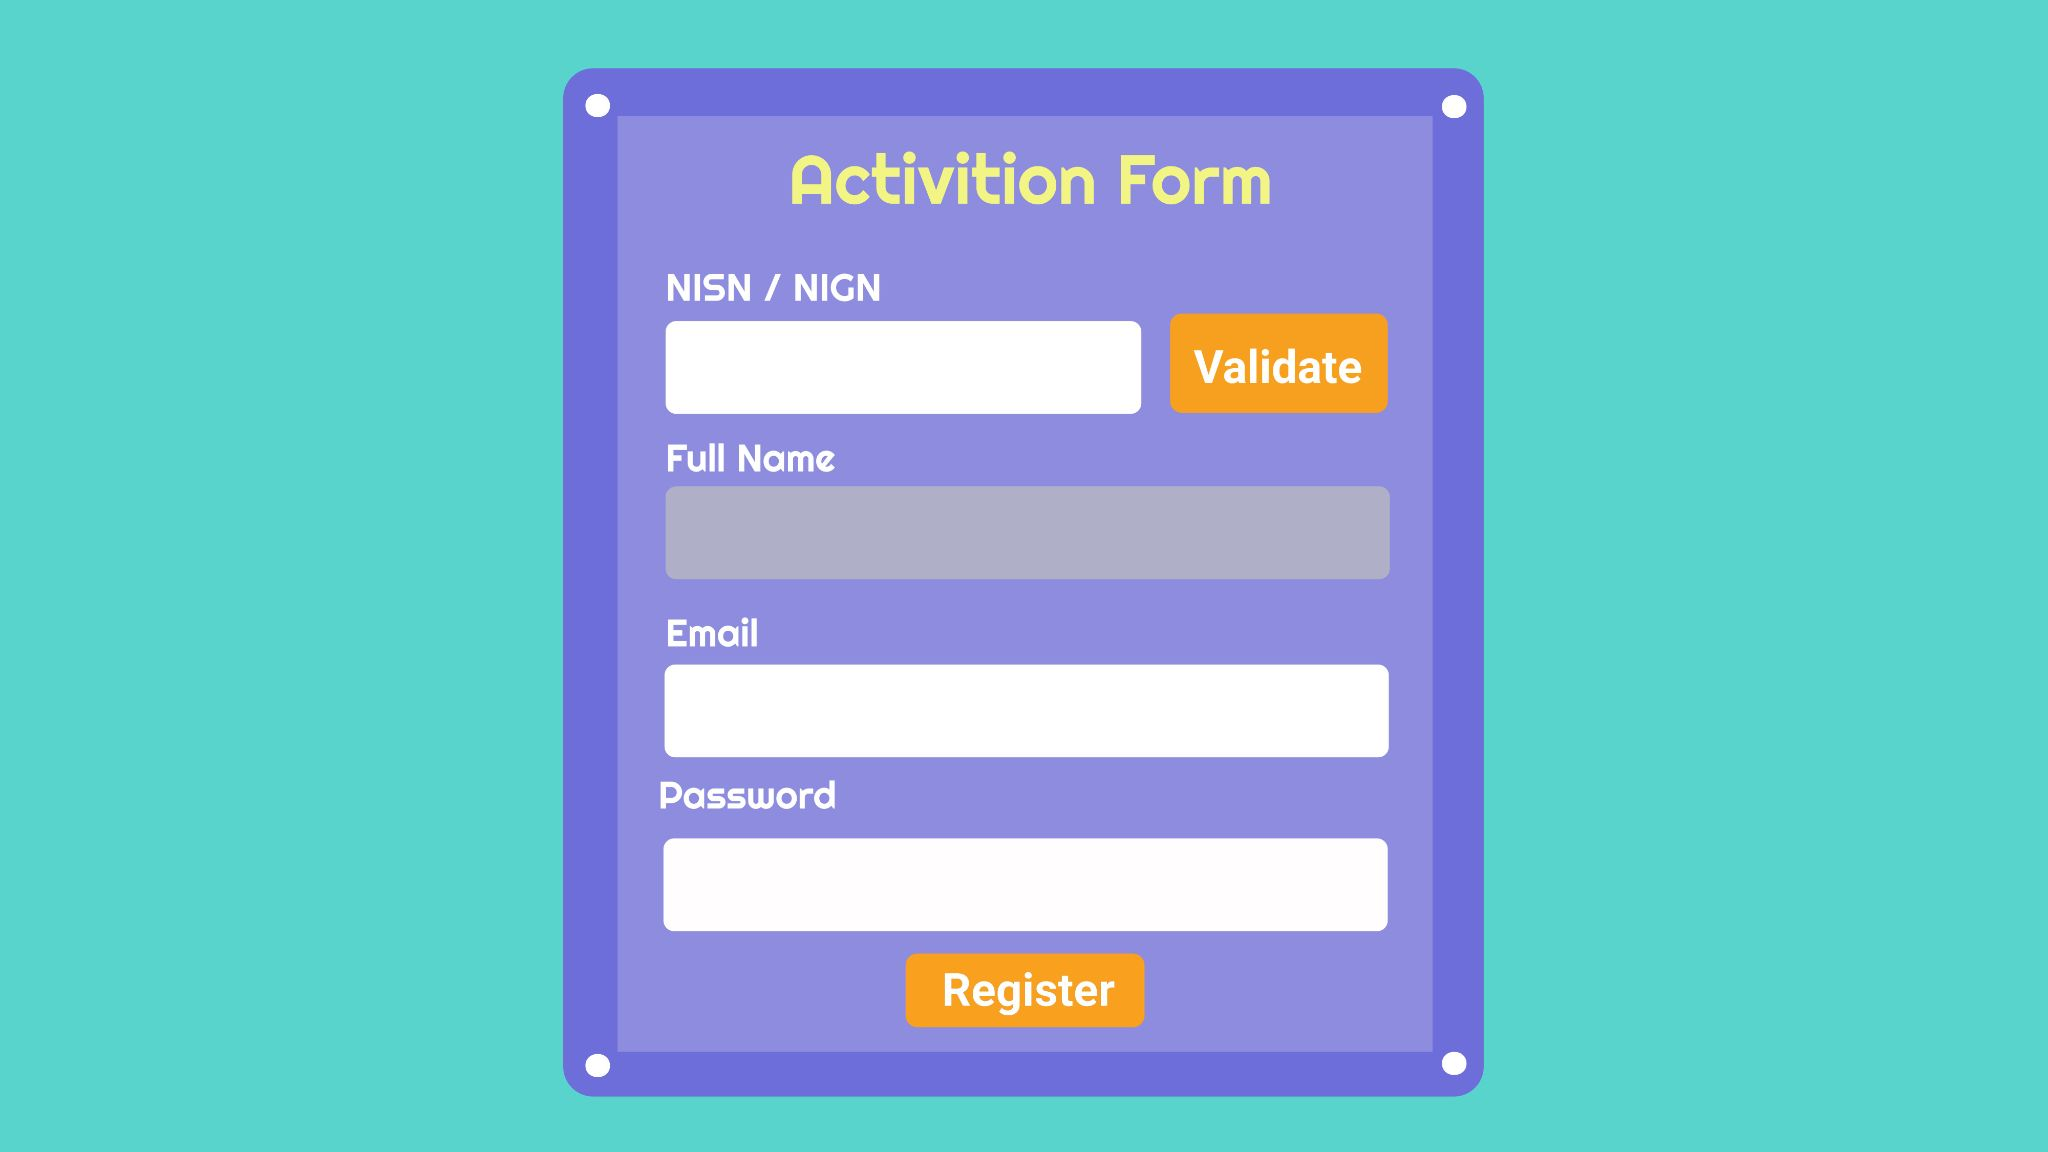 Activition Form
NISN / NIGN
Validate
Full Name
Email
Password
Register